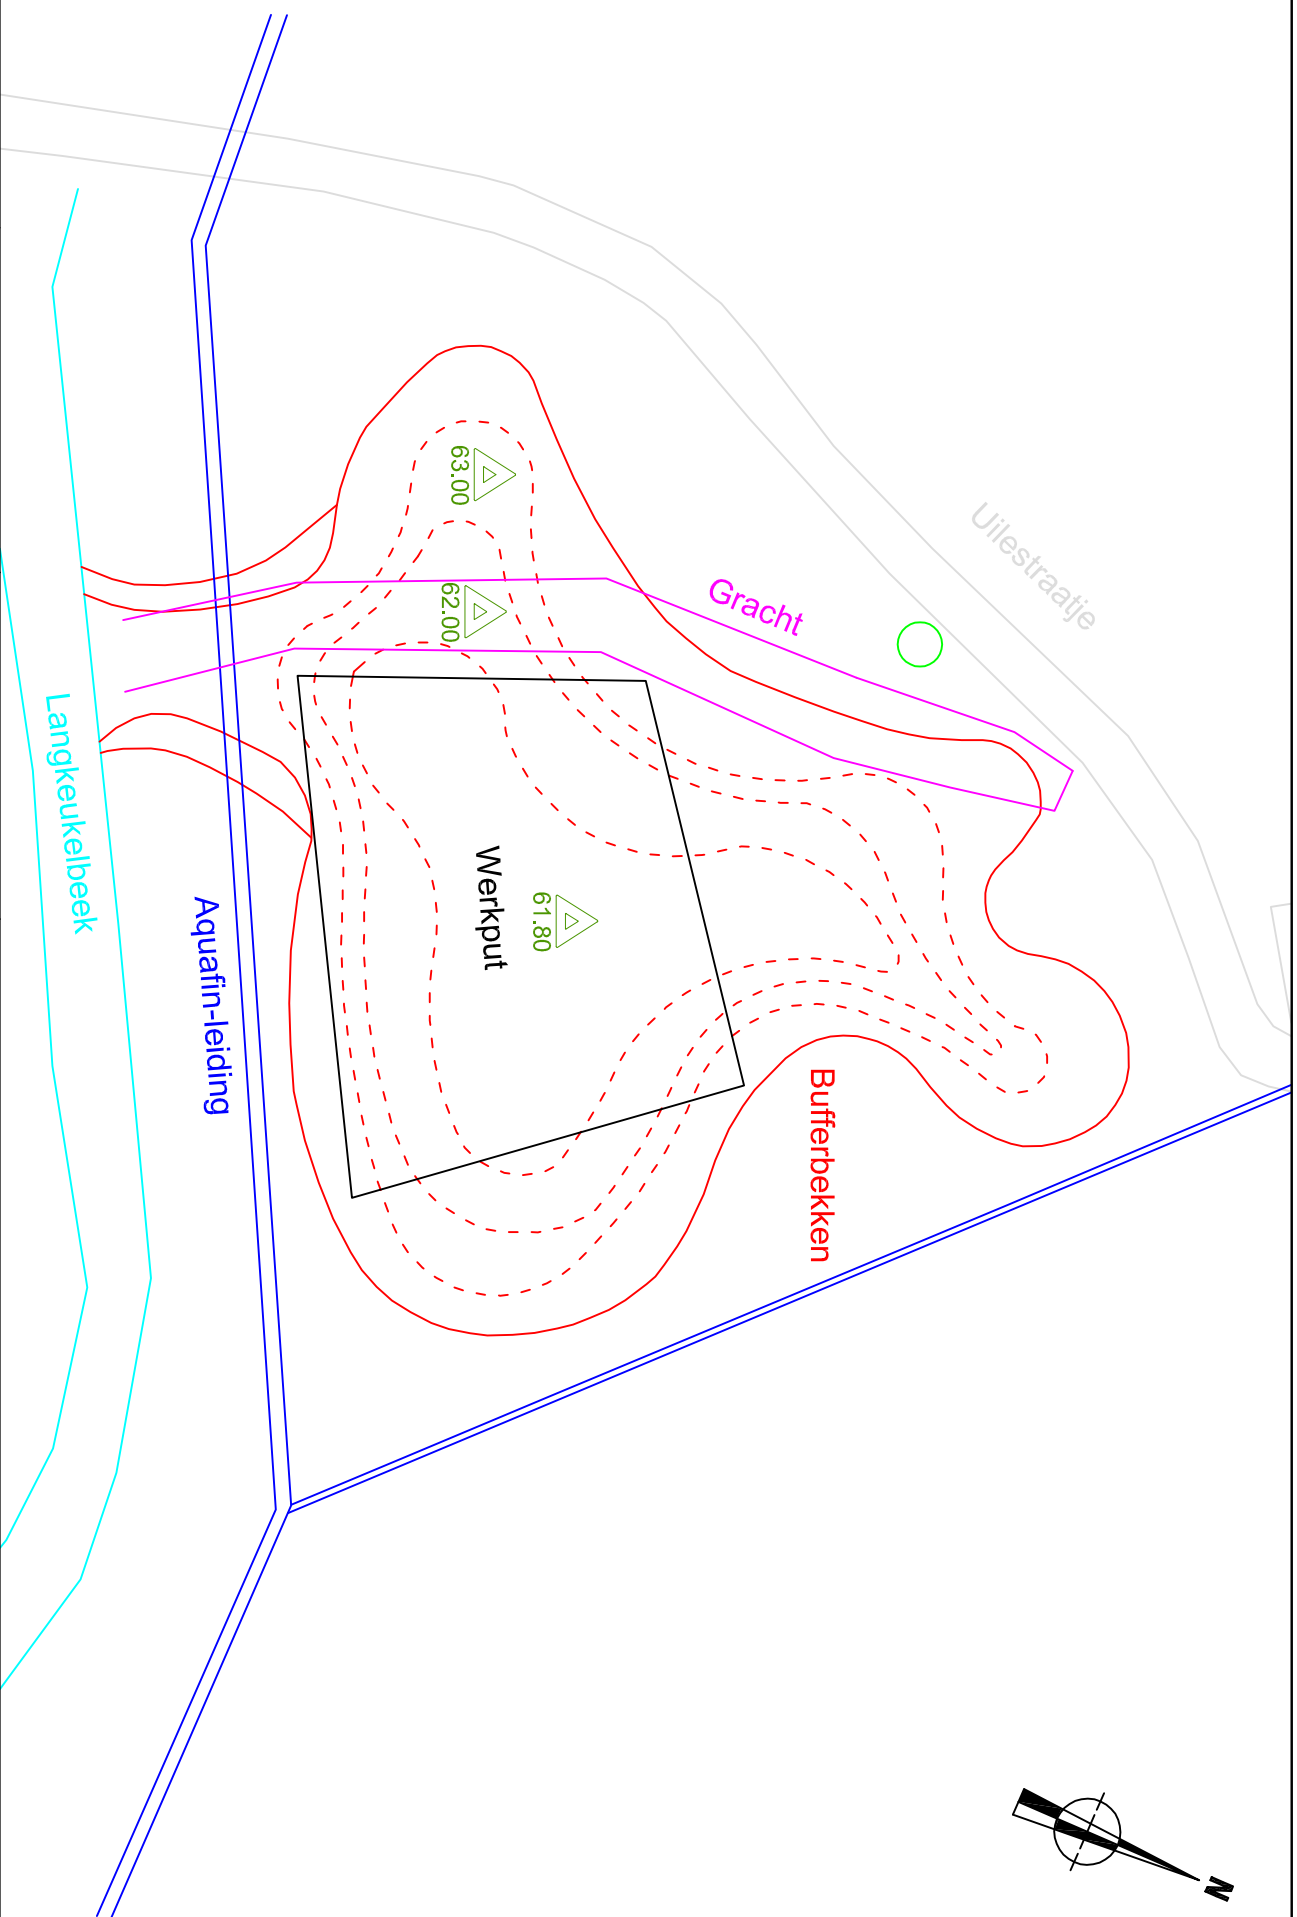 Uilestraatje
Gracht
63.00
62.00
61.80
Werkput
Langkeukelbeek
Aquafin-leiding
Bufferbekken
N